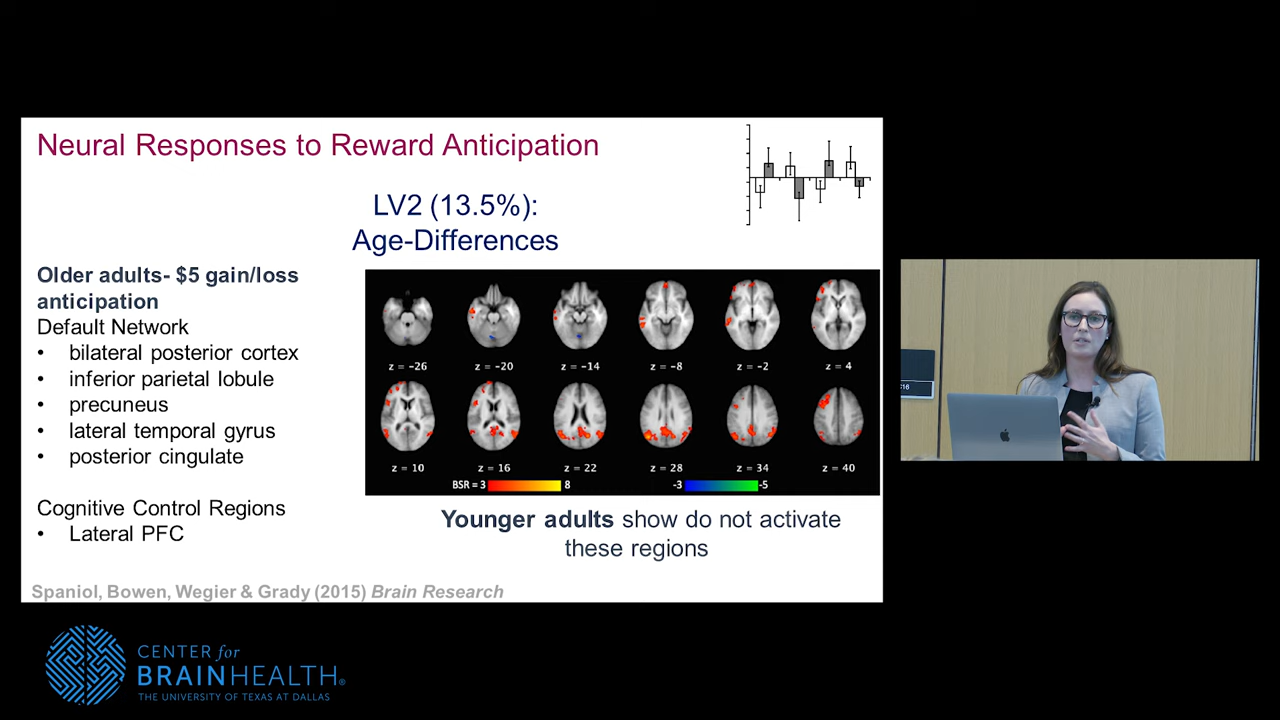 Neural Responses to Reward Anticipation
LV2 (13.5%):
Age-Differences
Older adults- $5 gain/loss
anticipation
Default Network
• bilateral posterior cortex
• inferior parietal lobule
• precuneus
• lateral temporal gyrus
• posterior cingulate
Cognitive Control Regions
• Lateral PFC
z = -26 z = -20 z = -14 z = -8 z = -2 z = 4
z = 10 z = 16 z = 22 z = 28 z = 34 z = 40
BSR = 3 8 -3 -5
Younger adults show do not activate
these regions
Spaniol, Bowen, Wegier & Grady (2015) Brain Research
CENTER for
BRAINHEALTH®
THE UNIVERSITY OF TEXAS AT DALLAS